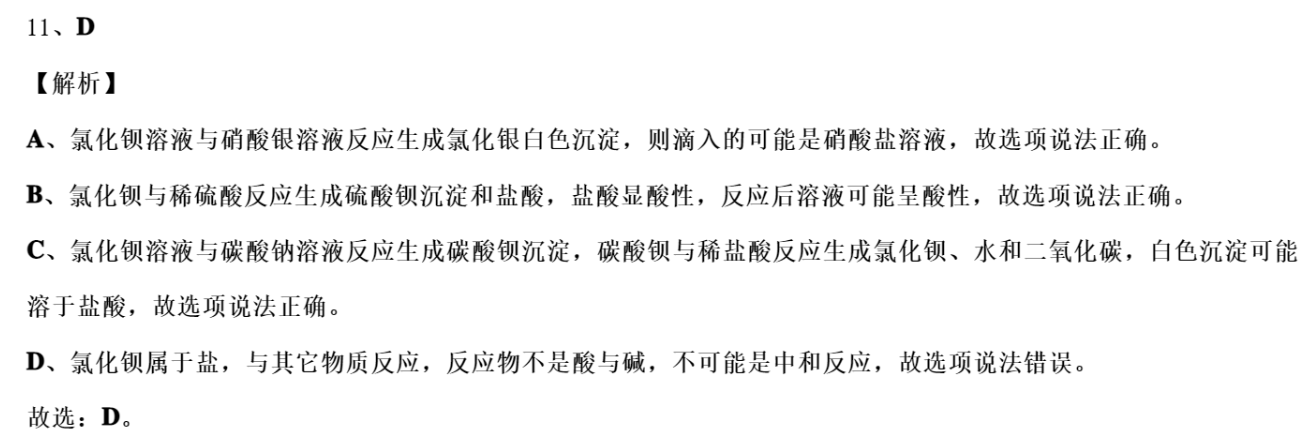 11、D
【解析】
A、氯化钡溶液与硝酸银溶液反应生成氯化银白色沉淀，则滴入的可能是硝酸盐溶液，故选项说法正确。
B、氯化钡与稀硫酸反应生成硫酸钡沉淀和盐酸，盐酸显酸性，反应后溶液可能呈酸性，故选项说法正确。
C、氯化钡溶液与碳酸钠溶液反应生成碳酸钡沉淀，碳酸钡与稀盐酸反应生成氯化钡、水和二氧化碳，白色沉淀可能
溶于盐酸，故选项说法正确。
D、氯化钡属于盐，与其它物质反应，反应物不是酸与碱，不可能是中和反应，故选项说法错误。
故选：D。